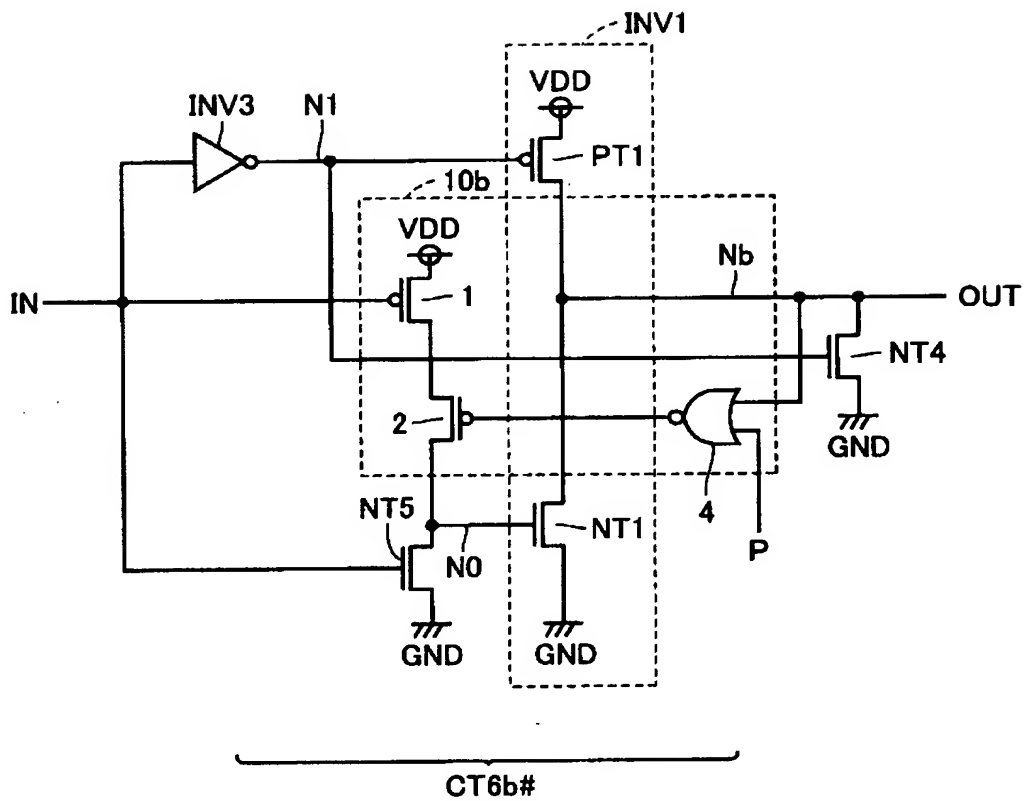 INV1
VDD
INV3
N1
PT1
10b
VDD
Nb
IN
1
OUT
NT4
2
GND
4
NT5
NT1
P
N0
GND
GND
CT6b#